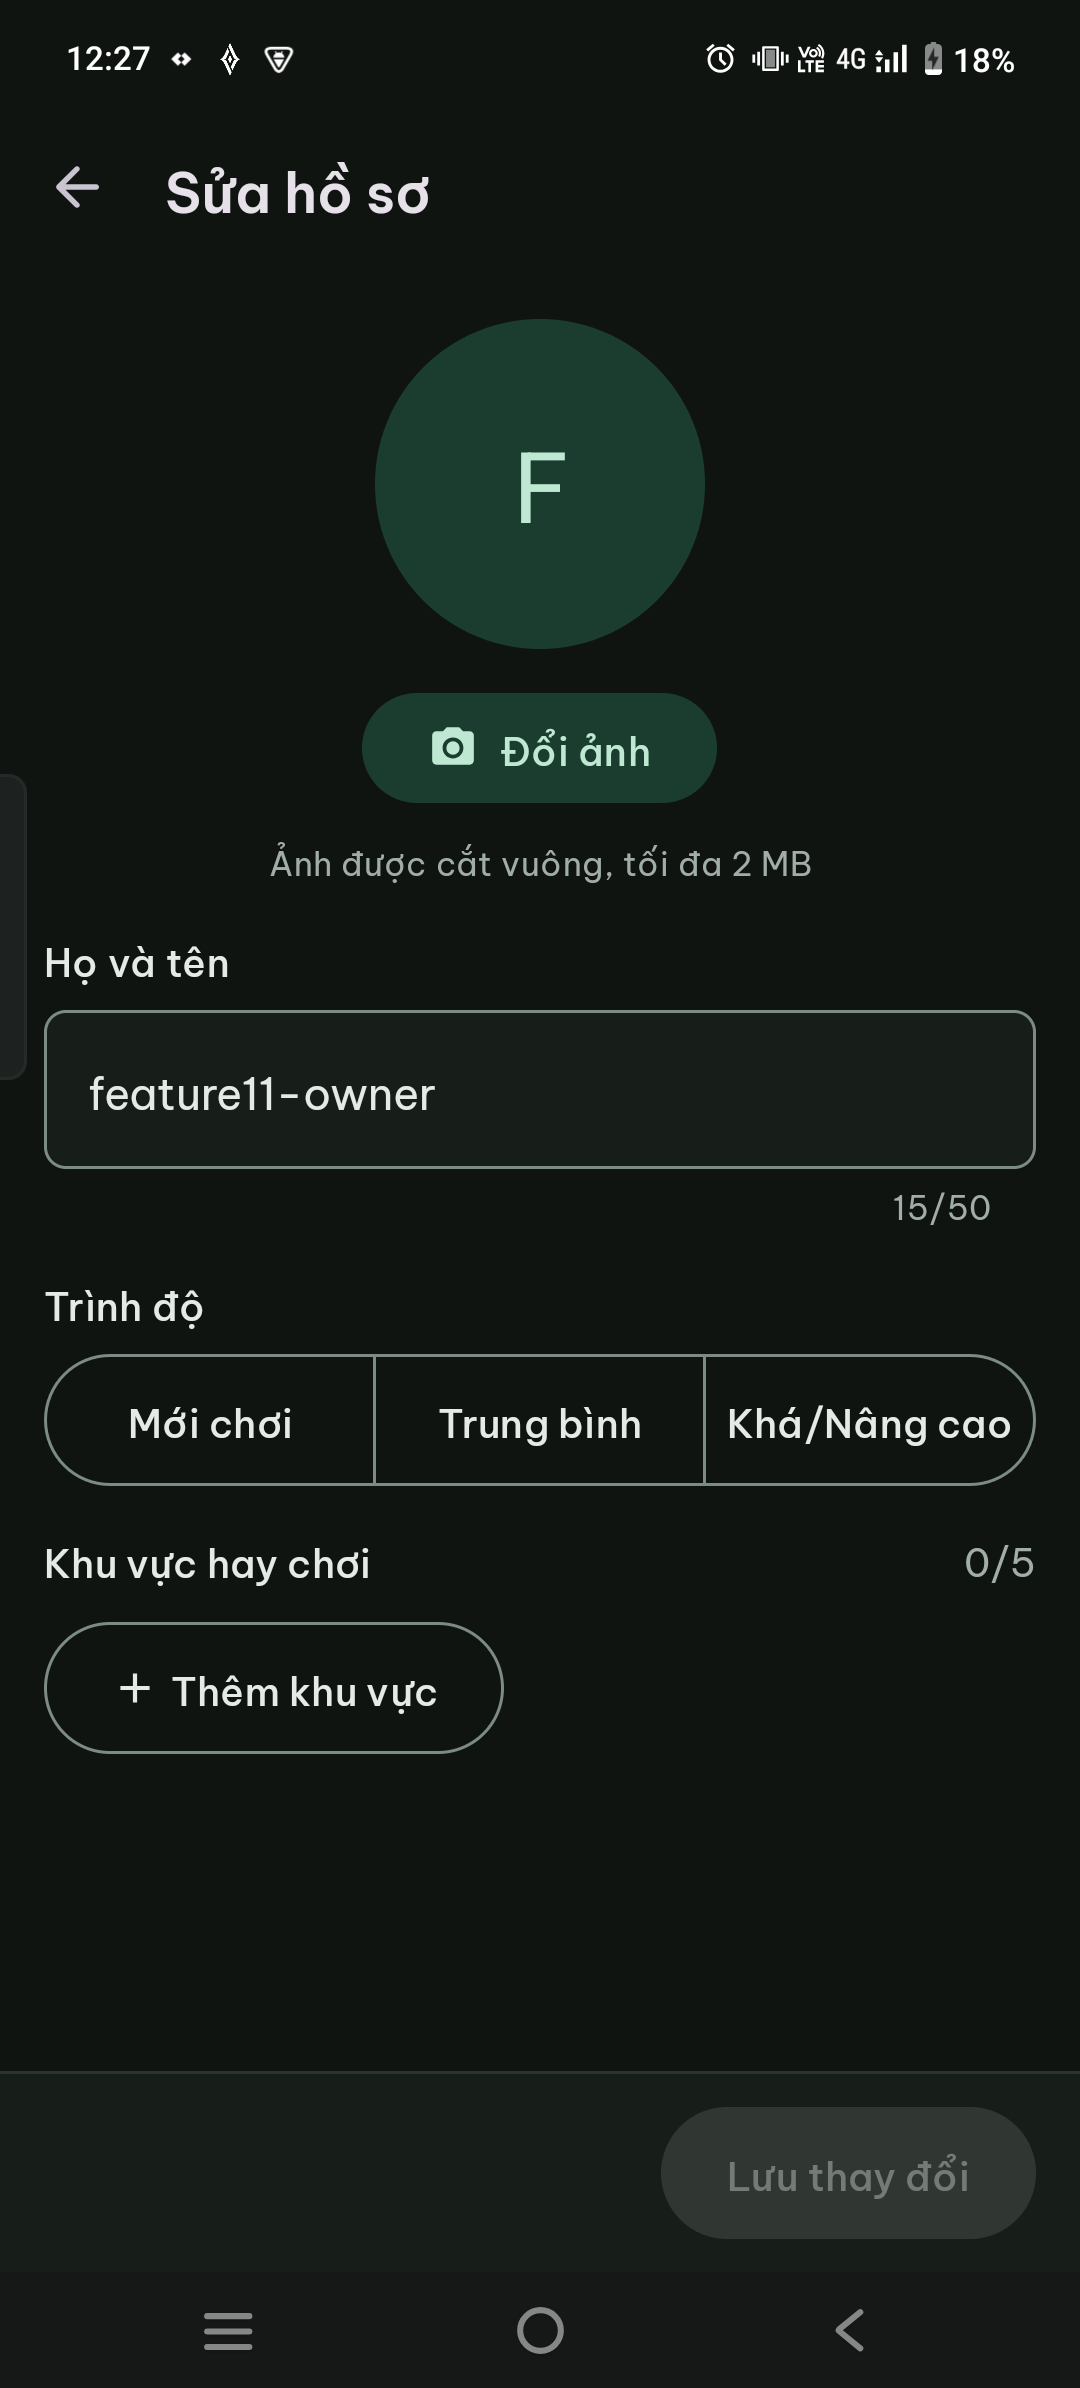 12:27
VoLTE 4G 18%
Sửa hồ sơ
F
Đổi ảnh
Ảnh được cắt vuông, tối đa 2 MB
Họ và tên
feature11-owner
15/50
Trình độ
Mới chơi Trung bình Khá/Nâng cao
Khu vực hay chơi 0/5
+ Thêm khu vực
Lưu thay đổi